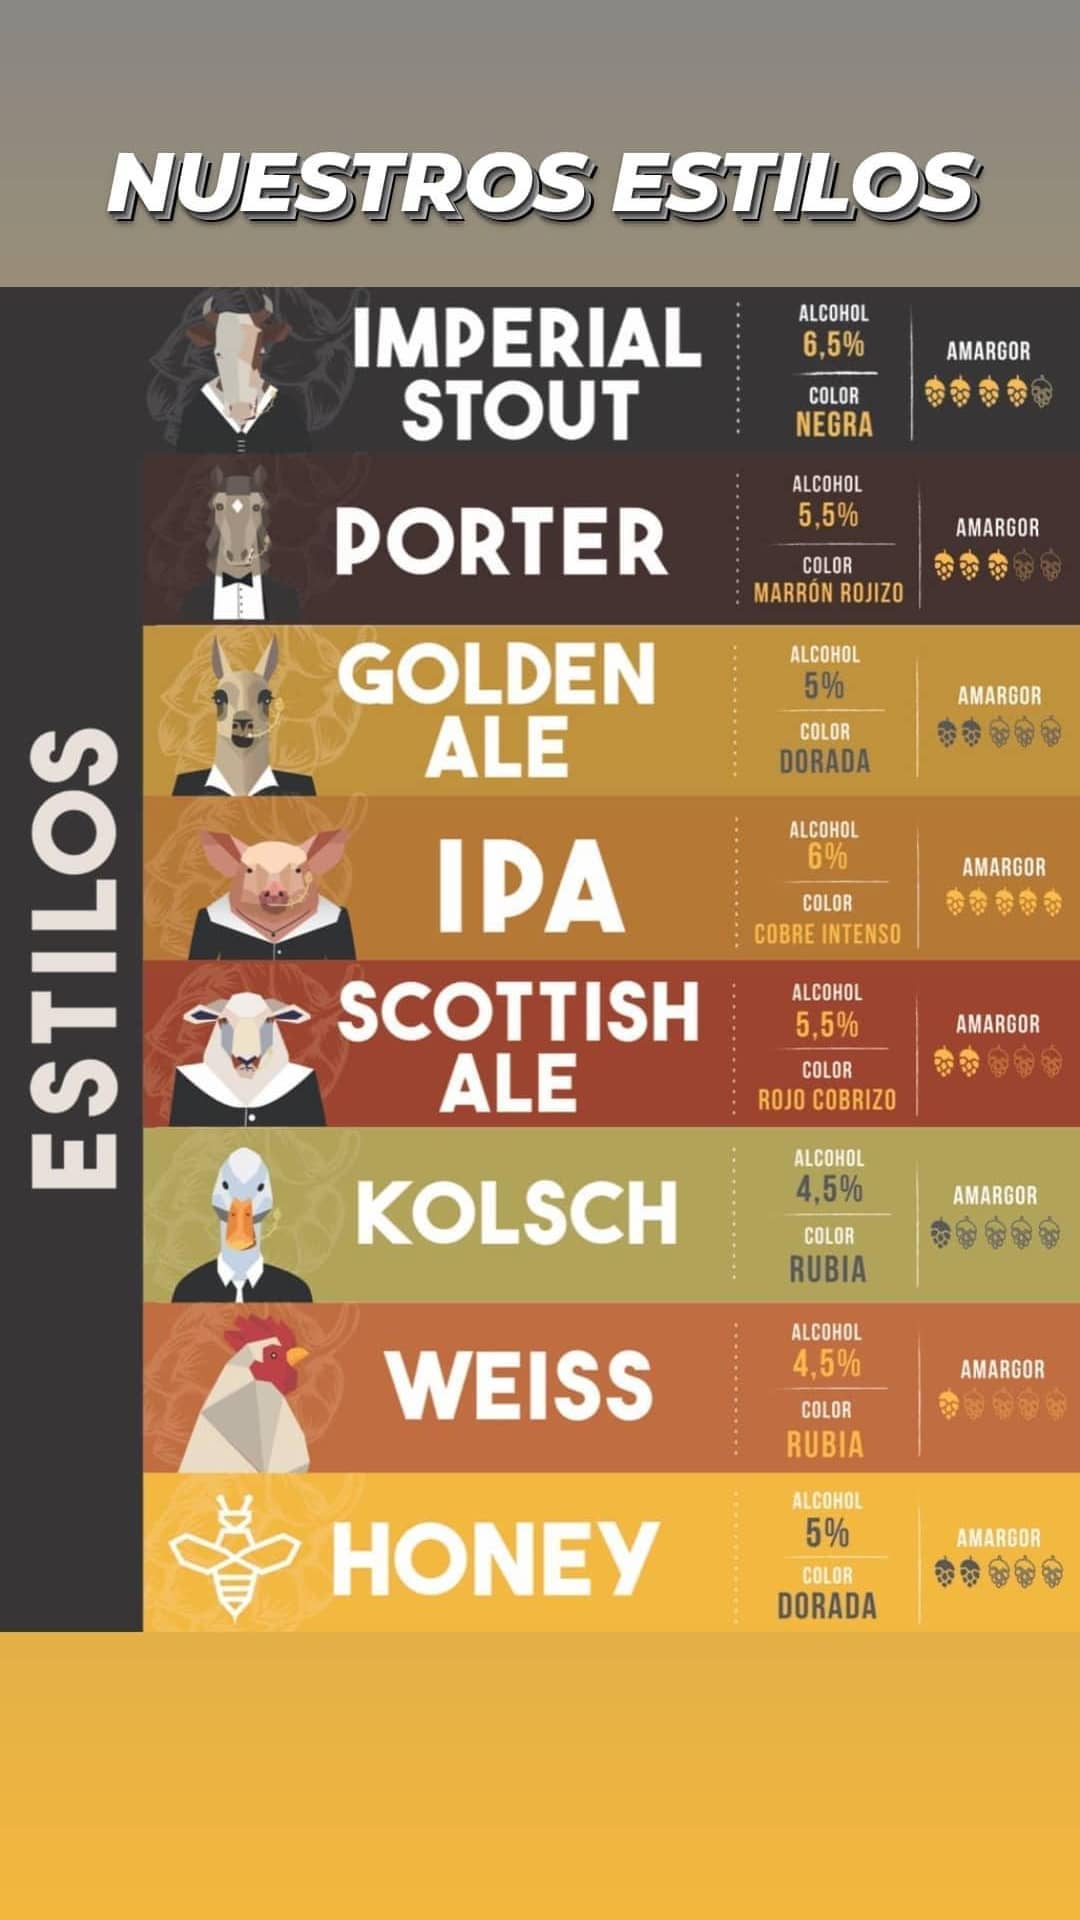 NUESTROS ESTILOS
ESTILOS
IMPERIAL
STOUT
ALCOHOL
6,5%
COLOR
NEGRA
AMARGOR
PORTER
ALCOHOL
5,5%
COLOR
MARRÓN ROJIZO
AMARGOR
GOLDEN
ALE
ALCOHOL
5%
COLOR
DORADA
AMARGOR
IPA
ALCOHOL
6%
COLOR
COBRE INTENSO
AMARGOR
SCOTTISH
ALE
ALCOHOL
5,5%
COLOR
ROJO COBRIZO
AMARGOR
KOLSCH
ALCOHOL
4,5%
COLOR
RUBIA
AMARGOR
WEISS
ALCOHOL
4,5%
COLOR
RUBIA
AMARGOR
HONEY
ALCOHOL
5%
COLOR
DORADA
AMARGOR